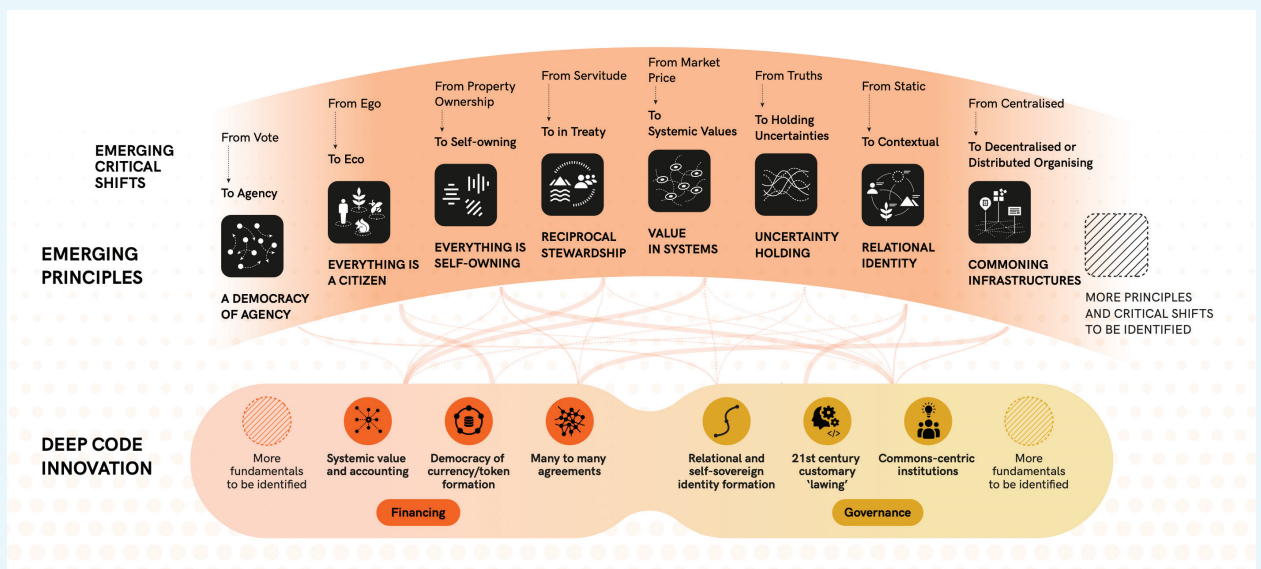 EMERGING
CRITICAL
SHIFTS
From Vote
To Agency
From Ego
To Eco
From Property
Ownership
To Self-owning
From Servitude
To in Treaty
From Market
Price
To
Systemic Values
From Truths
To Holding
Uncertainties
From Static
To Contextual
From Centralised
To Decentralised or
Distributed Organising
EMERGING
PRINCIPLES
A DEMOCRACY
OF AGENCY
EVERYTHING IS
A CITIZEN
EVERYTHING IS
SELF-OWNING
RECIPROCAL
STEWARDSHIP
VALUE
IN SYSTEMS
UNCERTAINTY
HOLDING
RELATIONAL
IDENTITY
COMMONING
INFRASTRUCTURES
MORE PRINCIPLES
AND CRITICAL SHIFTS
TO BE IDENTIFIED
DEEP CODE
INNOVATION
More
fundamentals
to be identified
Systemic value
and accounting
Democracy of
currency/token
formation
Many to many
agreements
Financing
Relational and
self-sovereign
identity formation
</>
21st century
customary
‘lawing’
Commons-centric
institutions
More
fundamentals
to be identified
Governance